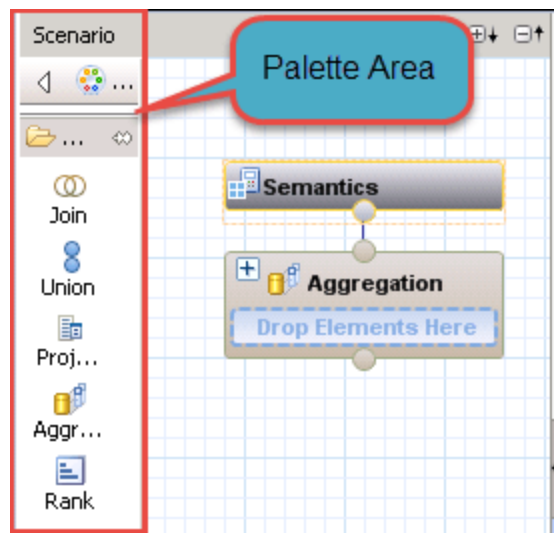 Scenario
Palette Area
...
...
Join
Union
Proj...
Aggr...
Rank
Semantics
Aggregation
Drop Elements Here